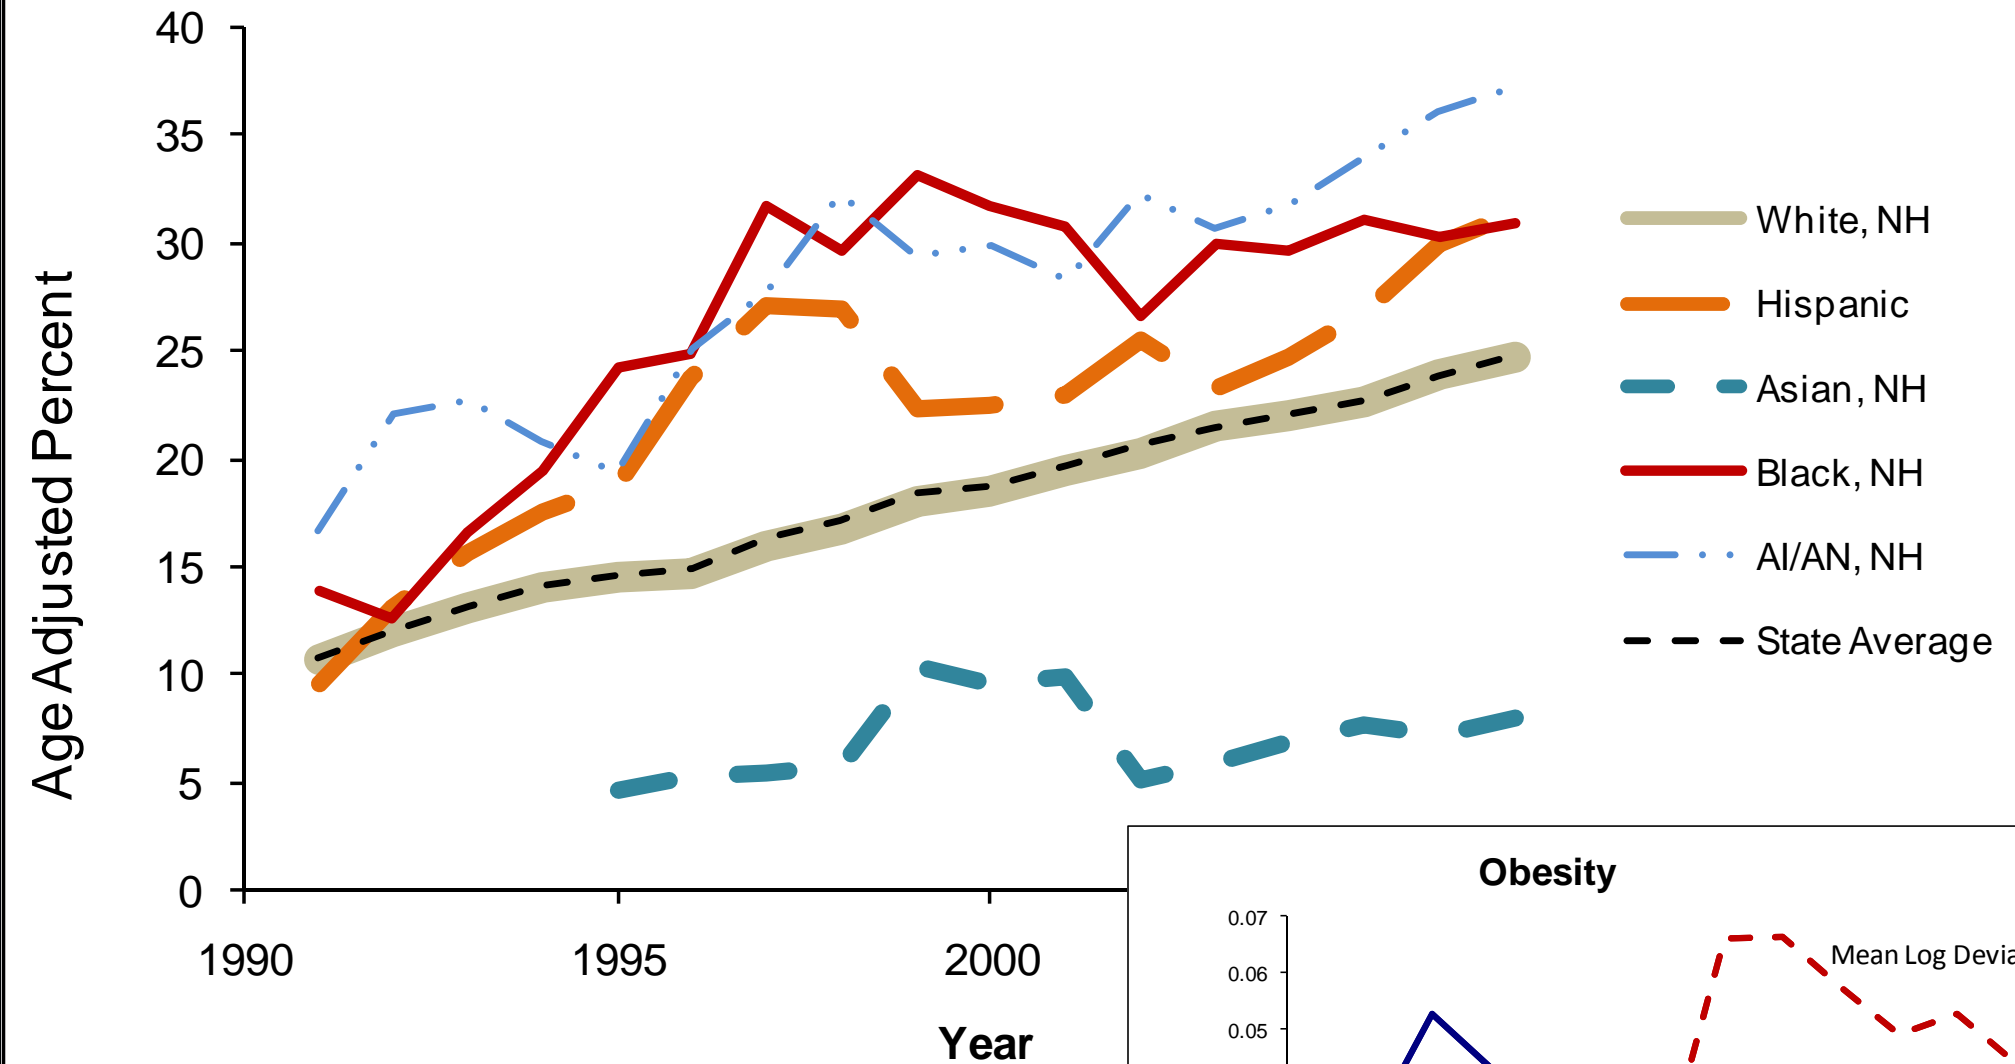 40
35
30
25
20
15
10
5
0
Age Adjusted Percent
1990
1995
2000
Year
White, NH
Hispanic
Asian, NH
Black, NH
AI/AN, NH
State Average
Obesity
0.07
0.06
0.05
Mean Log Devia